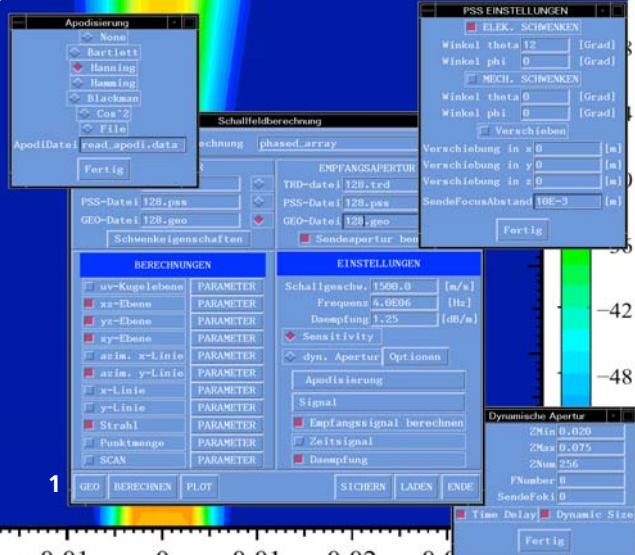 Apodisierung
None
Bartlett
Hanning
Hamming
Blackman
Cos^2
File
ApodiDatei read_apodi.data
Fertig
PSS EINSTELLUNGEN
ELEK. SCHWENKEN
Winkel theta 12 [Grad]
Winkel phi 0 [Grad]
MECH. SCHWENKEN
Winkel theta 0 [Grad]
Winkel phi 0 [Grad]
Verschieben
Verschiebung in x 0 [m]
Verschiebung in y 0 [m]
Verschiebung in z 0 [m]
SendeFocusAbstand 10E-3 [m]
Fertig
Schallfeldberechnung
phased_array
EMPFANGSAPERTUR
TRD-datei 128.trd
PSS-Datei 128.pss
PSS-Datei 128.pss
GEO-Datei 128.geo
GEO-Datei 128.geo
Schwenkeigenschaften
Sendeapertur ben
BERECHNUNGEN
uv-Kugelebene PARAMETER
xz-Ebene PARAMETER
yz-Ebene PARAMETER
xy-Ebene PARAMETER
azim. x-Linie PARAMETER
azim. y-Linie PARAMETER
x-Linie PARAMETER
y-Linie PARAMETER
Strahl PARAMETER
Punktmenge PARAMETER
SCAN PARAMETER
EINSTELLUNGEN
Schallgeschw. 1500.0 [m/s]
Frequenz 4.0E06 [Hz]
Daempfung 1.25 [dB/m]
Sensitivity
dyn. Apertur Optionen
Apodisierung
Signal
Empfangssignal berechnen
Zeitsignal
Daempfung
1
GEO BERECHNEN PLOT SICHERN LADEN ENDE
Dynamische Apertur
ZMin 0.020
ZMax 0.075
ZNum 256
FNumber 8
SendeFoki 0
Time Delay Dynamic Size
Fertig
-42
-48